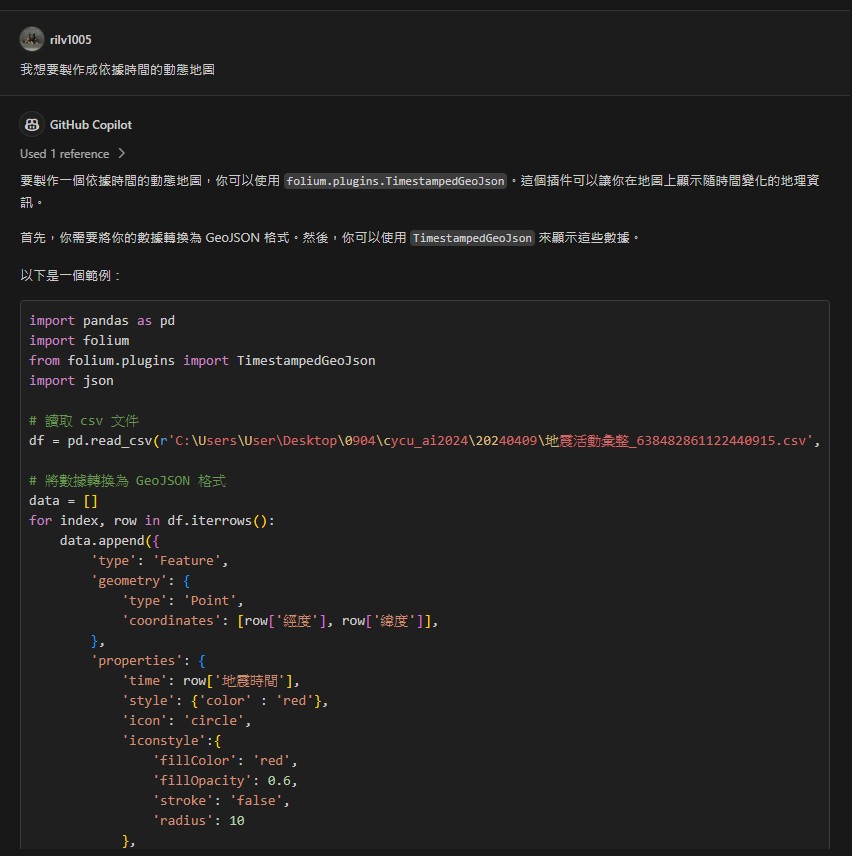 rilv1005
我想要製作成依據時間的動態地圖
GitHub Copilot
Used 1 reference >
要製作一個依據時間的動態地圖，你可以使用 folium.plugins.TimestampedGeoJson 。這個插件可以讓你在地圖上顯示隨時間變化的地理資
訊。
首先，你需要將你的數據轉換為 GeoJSON 格式。然後，你可以使用 TimestampedGeoJson 來顯示這些數據。
以下是一個範例：
import pandas as pd
import folium
from folium.plugins import TimestampedGeoJson
import json
# 讀取 csv 文件
df = pd.read_csv(r'C:\Users\User\Desktop\0904\cycu_ai2024\20240409\地震活動彙整_638482861122440915.csv',
# 將數據轉換為 GeoJSON 格式
data = []
for index, row in df.iterrows():
    data.append({
        'type': 'Feature',
        'geometry': {
            'type': 'Point',
            'coordinates': [row['經度'], row['緯度']],
        },
        'properties': {
            'time': row['地震時間'],
            'style': {'color' : 'red'},
            'icon': 'circle',
            'iconstyle':{
                'fillColor': 'red',
                'fillOpacity': 0.6,
                'stroke': 'false',
                'radius': 10
            },